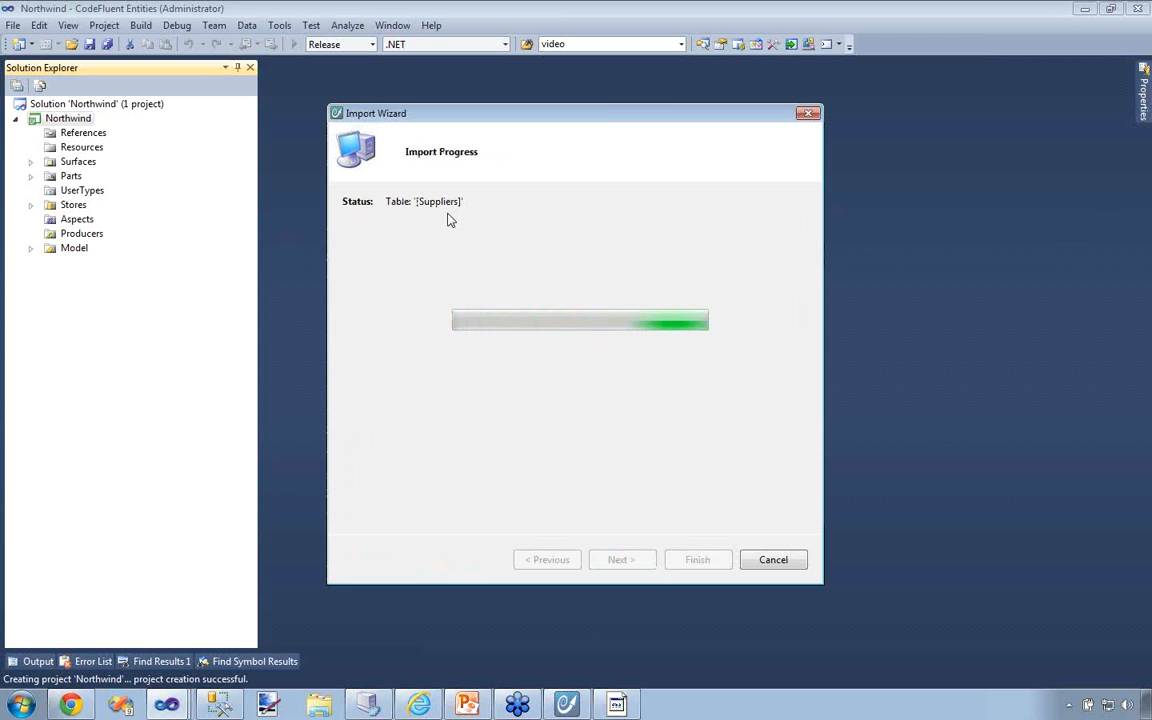 Northwind - CodeFluent Entities (Administrator)
File Edit View Project Build Debug Team Data Tools Test Analyze Window Help
Release .NET video
Solution Explorer
Solution 'Northwind' (1 project)
Northwind
References
Resources
Surfaces
Parts
UserTypes
Stores
Aspects
Producers
Model
Import Wizard
Import Progress
Status: Table: '[Suppliers]'
< Previous Next > Finish Cancel
Properties
Output Error List Find Results 1 Find Symbol Results
Creating project 'Northwind'... project creation successful.